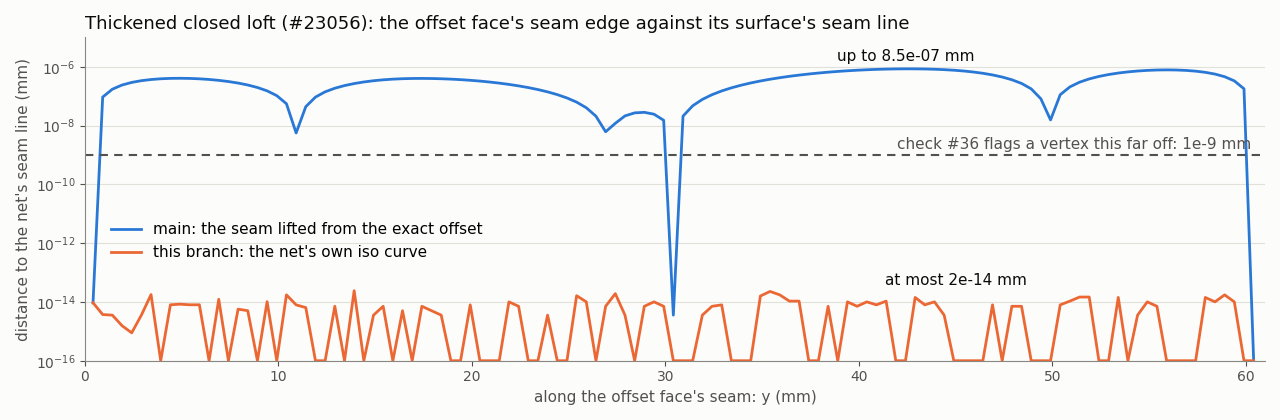 Thickened closed loft (#23056): the offset face's seam edge against its surface's seam line
distance to the net's seam line (mm)
10⁻⁶
10⁻⁸
10⁻¹⁰
10⁻¹²
10⁻¹⁴
10⁻¹⁶
up to 8.5e-07 mm
check #36 flags a vertex this far off: 1e-9 mm
main: the seam lifted from the exact offset
this branch: the net's own iso curve
at most 2e-14 mm
0 10 20 30 40 50 60
along the offset face's seam: y (mm)